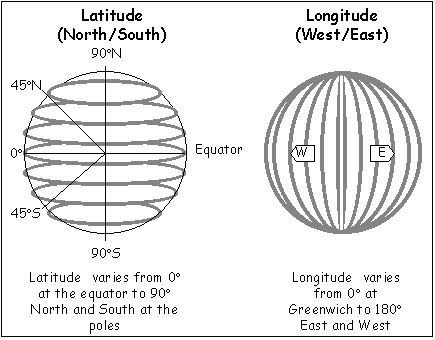 Latitude
(North/South)
90°N
45°N
0°
Equator
45°S
90°S
Latitude varies from 0°
at the equator to 90°
North and South at the
poles
Longitude
(West/East)
W
E
Longitude varies
from 0° at
Greenwich to 180°
East and West